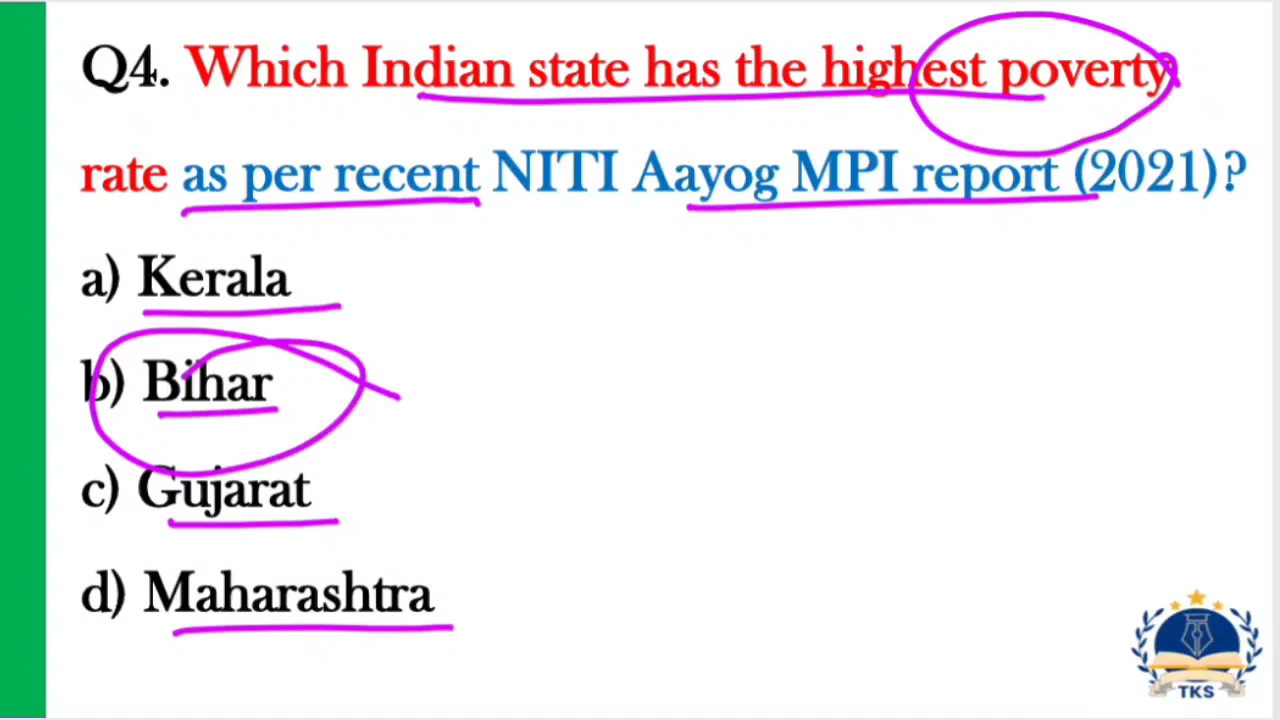 Q4. Which Indian state has the highest poverty
rate as per recent NITI Aayog MPI report (2021)?
a) Kerala
b) Bihar
c) Gujarat
d) Maharashtra
TKS